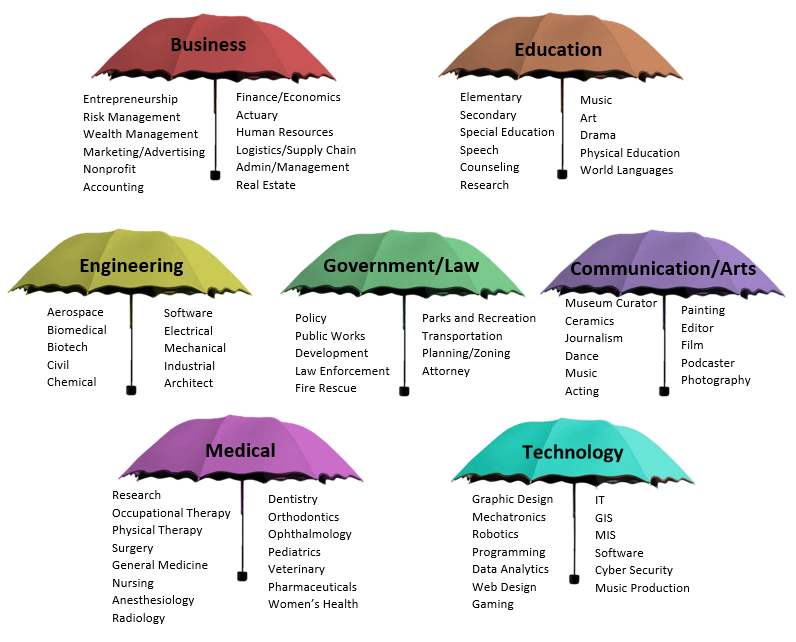 Business
Entrepreneurship
Risk Management
Wealth Management
Marketing/Advertising
Nonprofit
Accounting
Finance/Economics
Actuary
Human Resources
Logistics/Supply Chain
Admin/Management
Real Estate
Education
Elementary
Secondary
Special Education
Speech
Counseling
Research
Music
Art
Drama
Physical Education
World Languages
Engineering
Aerospace
Biomedical
Biotech
Civil
Chemical
Software
Electrical
Mechanical
Industrial
Architect
Government/Law
Policy
Public Works
Development
Law Enforcement
Fire Rescue
Parks and Recreation
Transportation
Planning/Zoning
Attorney
Communication/Arts
Museum Curator
Ceramics
Journalism
Dance
Music
Acting
Painting
Editor
Film
Podcaster
Photography
Medical
Research
Occupational Therapy
Physical Therapy
Surgery
General Medicine
Nursing
Anesthesiology
Radiology
Dentistry
Orthodontics
Ophthalmology
Pediatrics
Veterinary
Pharmaceuticals
Women's Health
Technology
Graphic Design
Mechatronics
Robotics
Programming
Data Analytics
Web Design
Gaming
IT
GIS
MIS
Software
Cyber Security
Music Production